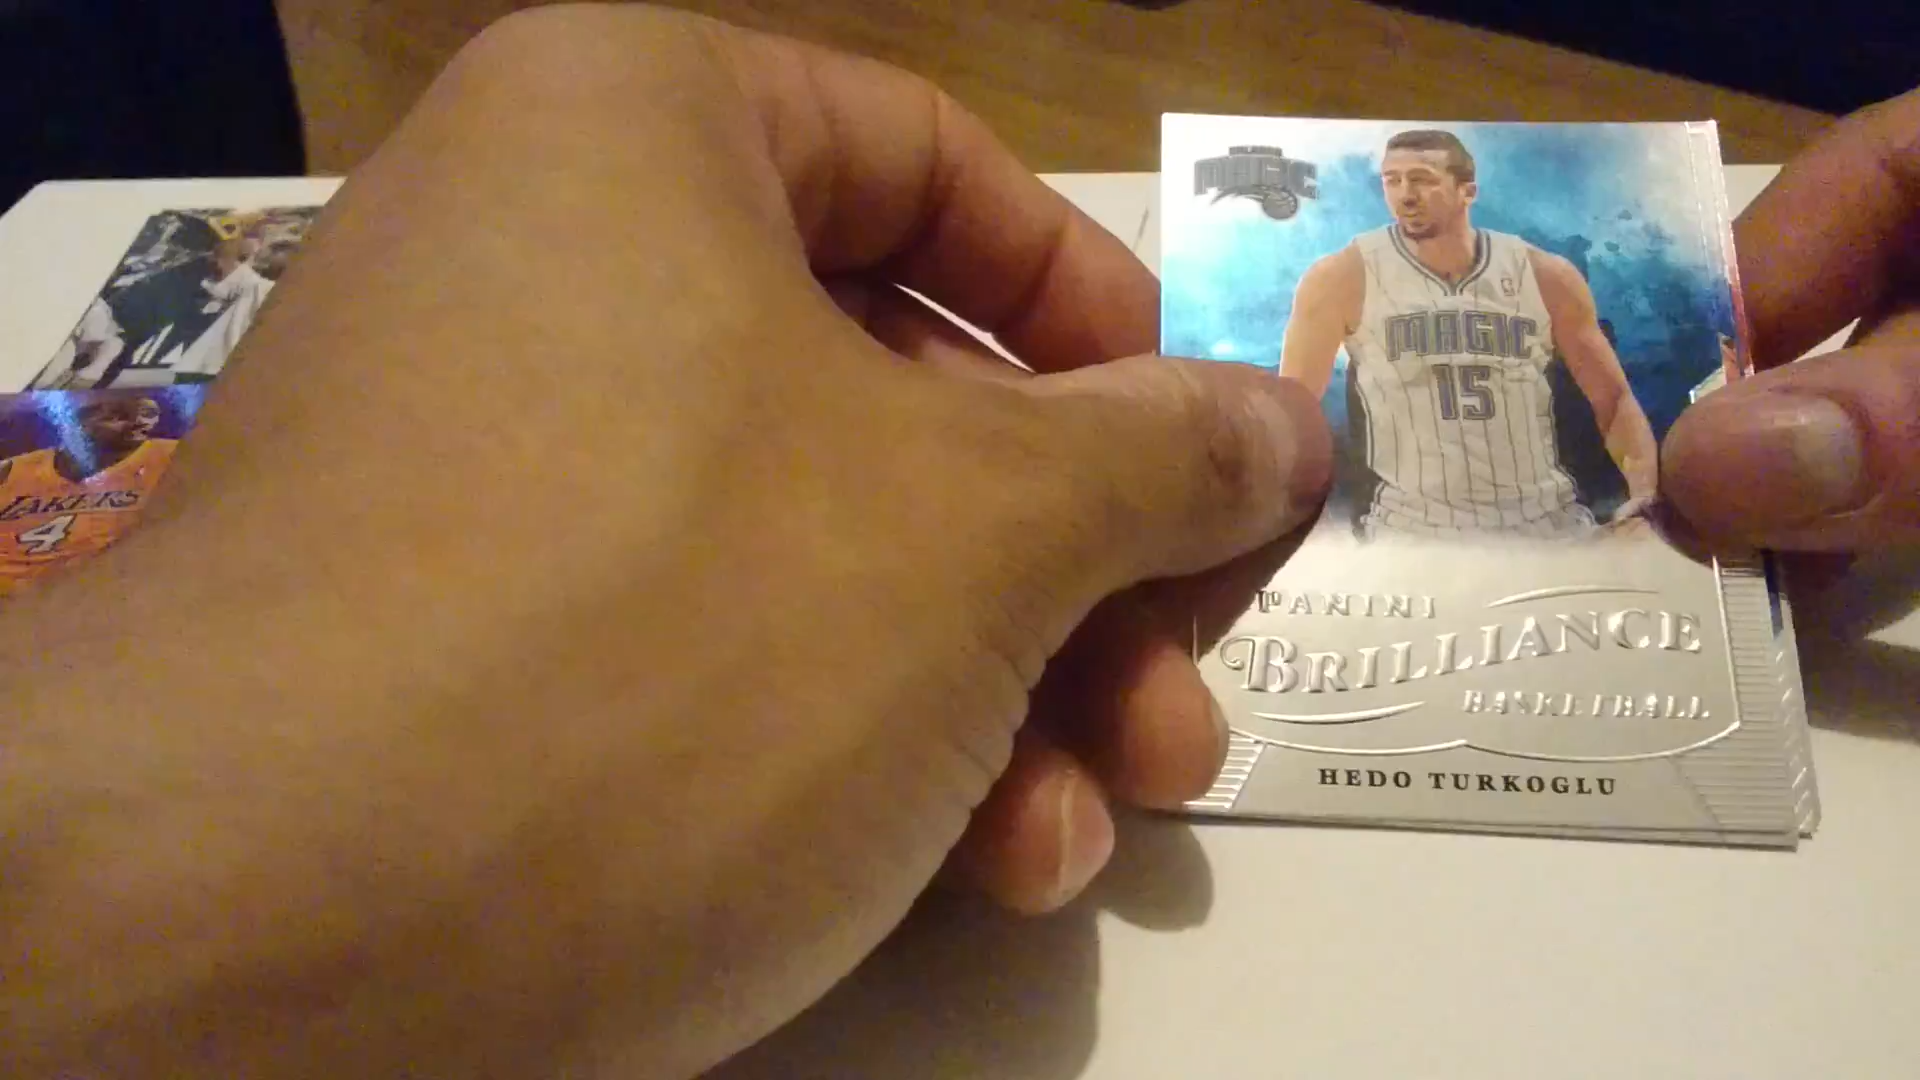 MAGIC
MAGIC
15
PANINI
BRILLIANCE
BASKETBALL
HEDO TURKOGLU
LAKERS
4